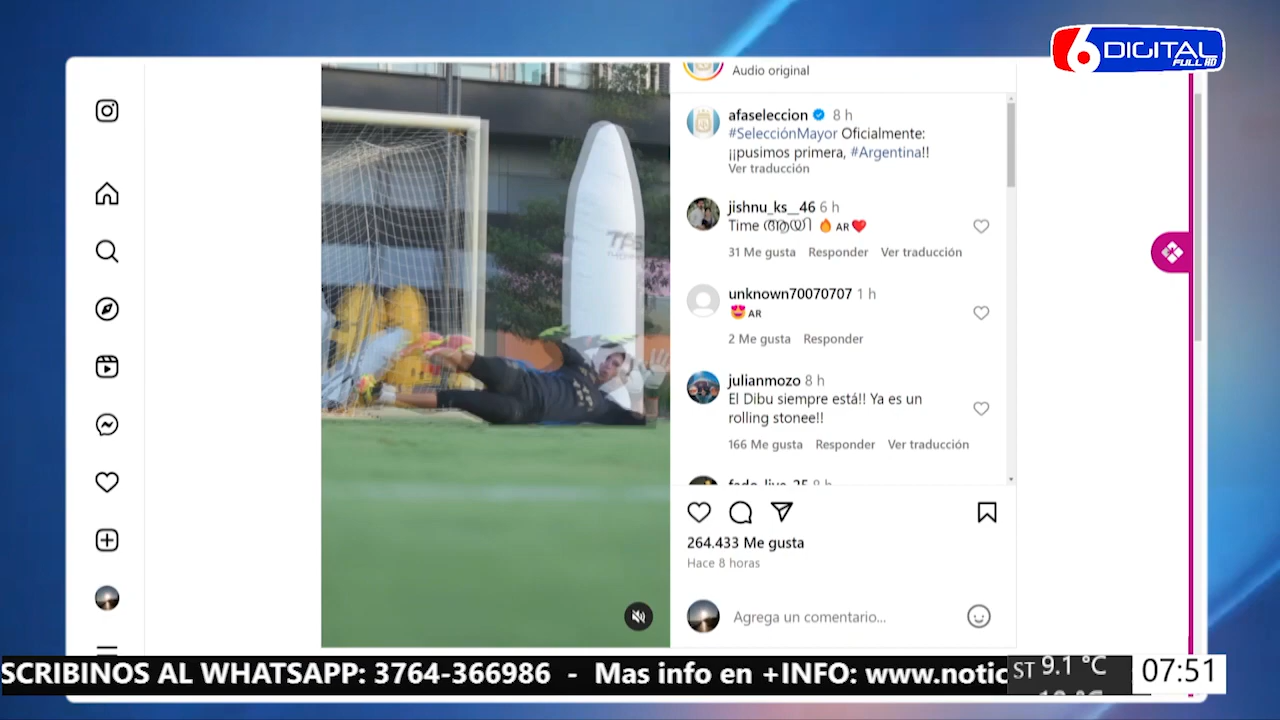 6 DIGITAL
FULL HD
Audio original
afaseleccion 8 h
#SelecciónMayor Oficialmente:
¡¡pusimos primera, #Argentina!!
Ver traducción
jishnu_ks__46 6 h
Time ആയി 🔥 AR❤️
31 Me gusta Responder Ver traducción
unknown70070707 1 h
😍AR
2 Me gusta Responder
julianmozo 8 h
El Dibu siempre está!! Ya es un
rolling stonee!!
166 Me gusta Responder Ver traducción
264.433 Me gusta
Hace 8 horas
Agrega un comentario...
SCRIBINOS AL WHATSAPP: 3764-366986 - Mas info en +INFO: www.notic
ST 9.1 °C
07:51